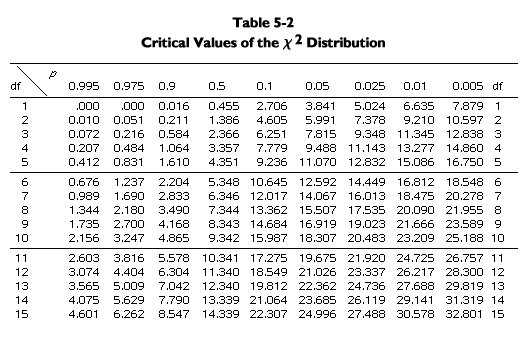 Table 5-2
Critical Values of the χ² Distribution
p
df 0.995 0.975 0.9 0.5 0.1 0.05 0.025 0.01 0.005 df
1 .000 .000 0.016 0.455 2.706 3.841 5.024 6.635 7.879 1
2 0.010 0.051 0.211 1.386 4.605 5.991 7.378 9.210 10.597 2
3 0.072 0.216 0.584 2.366 6.251 7.815 9.348 11.345 12.838 3
4 0.207 0.484 1.064 3.357 7.779 9.488 11.143 13.277 14.860 4
5 0.412 0.831 1.610 4.351 9.236 11.070 12.832 15.086 16.750 5
6 0.676 1.237 2.204 5.348 10.645 12.592 14.449 16.812 18.548 6
7 0.989 1.690 2.833 6.346 12.017 14.067 16.013 18.475 20.278 7
8 1.344 2.180 3.490 7.344 13.362 15.507 17.535 20.090 21.955 8
9 1.735 2.700 4.168 8.343 14.684 16.919 19.023 21.666 23.589 9
10 2.156 3.247 4.865 9.342 15.987 18.307 20.483 23.209 25.188 10
11 2.603 3.816 5.578 10.341 17.275 19.675 21.920 24.725 26.757 11
12 3.074 4.404 6.304 11.340 18.549 21.026 23.337 26.217 28.300 12
13 3.565 5.009 7.042 12.340 19.812 22.362 24.736 27.688 29.819 13
14 4.075 5.629 7.790 13.339 21.064 23.685 26.119 29.141 31.319 14
15 4.601 6.262 8.547 14.339 22.307 24.996 27.488 30.578 32.801 15